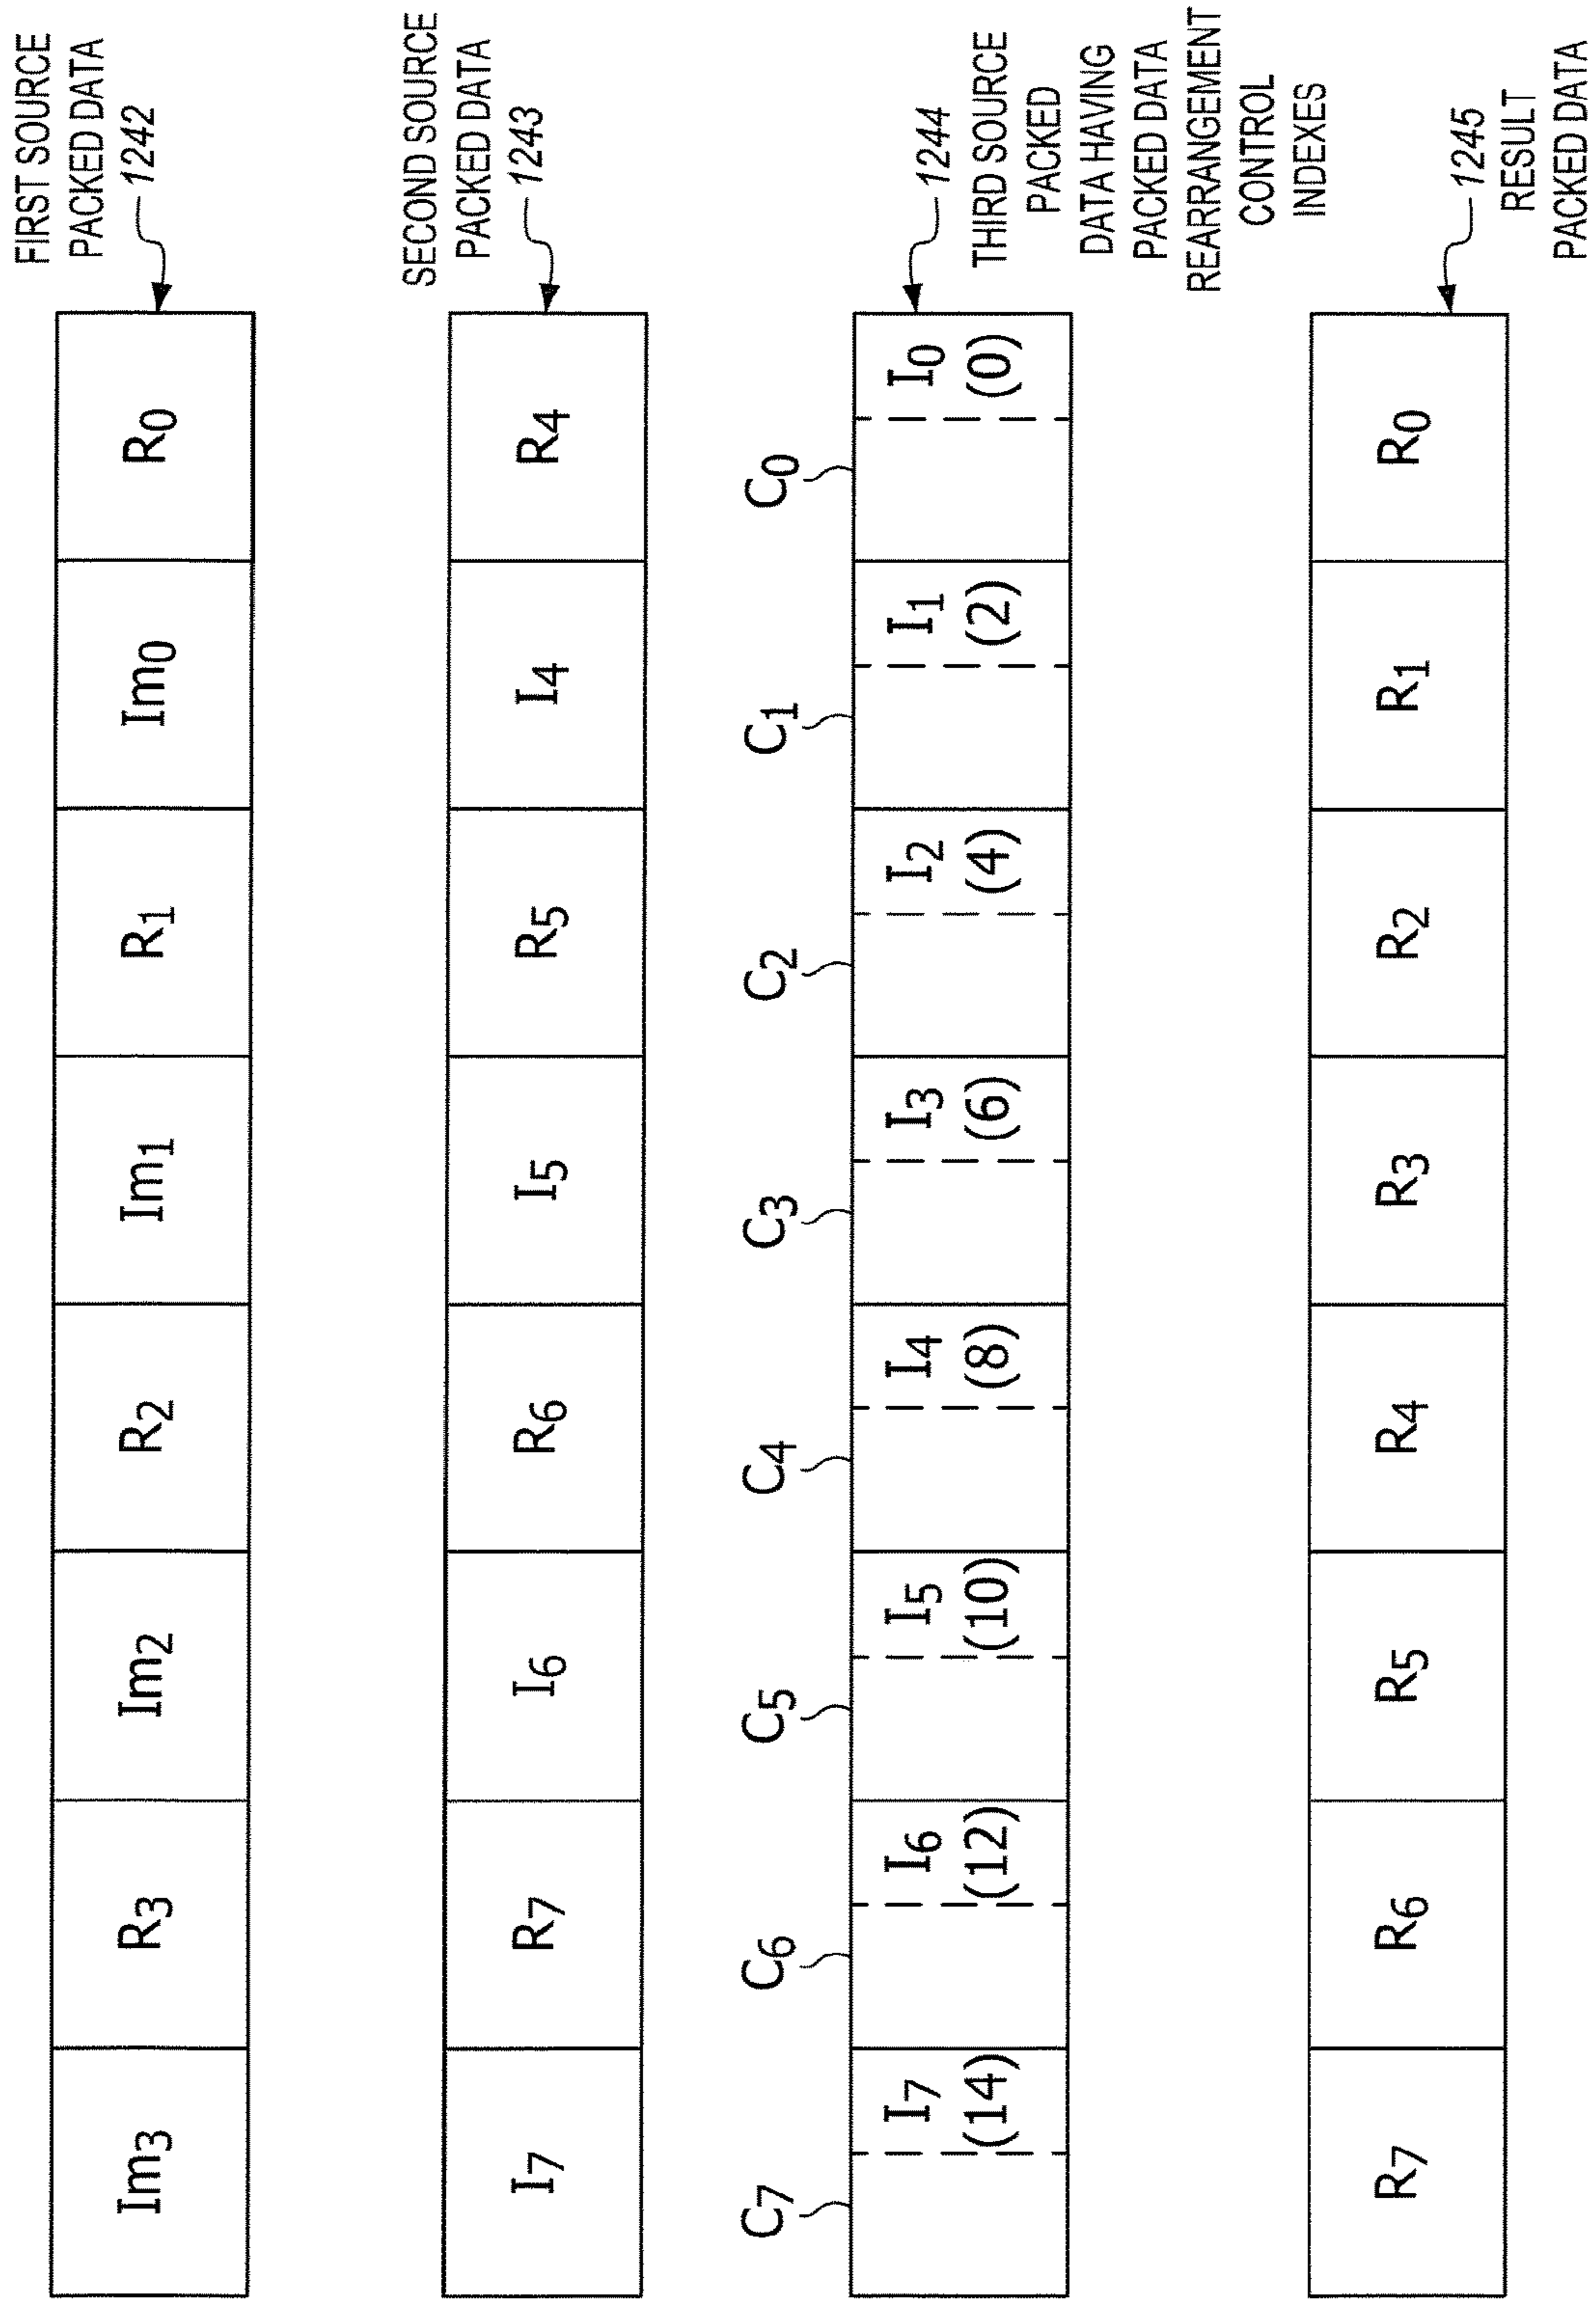 FIRST SOURCE
PACKED DATA
1242
Im3 R3 Im2 R2 Im1 R1 Im0 R0
SECOND SOURCE
PACKED DATA
1243
I7 R7 I6 R6 I5 R5 I4 R4
C7 C6 C5 C4 C3 C2 C1 C0
I7 I6 I5 I4 I3 I2 I1 I0
(14) (12) (10) (8) (6) (4) (2) (0)
1244
THIRD SOURCE
PACKED
DATA HAVING
PACKED DATA
REARRANGEMENT
CONTROL
INDEXES
R7 R6 R5 R4 R3 R2 R1 R0
1245
RESULT
PACKED DATA